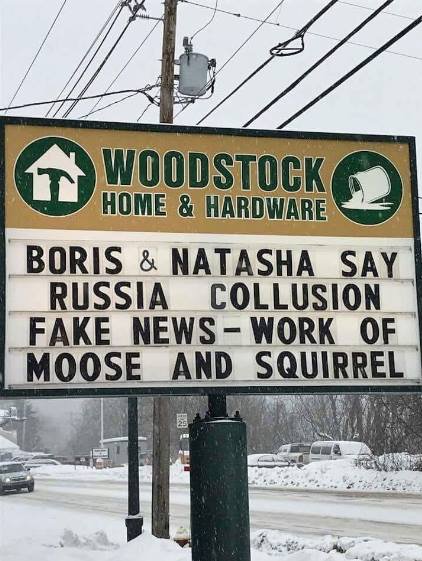 WOODSTOCK
HOME & HARDWARE
BORIS & NATASHA SAY
RUSSIA COLLUSION
FAKE NEWS - WORK OF
MOOSE AND SQUIRREL